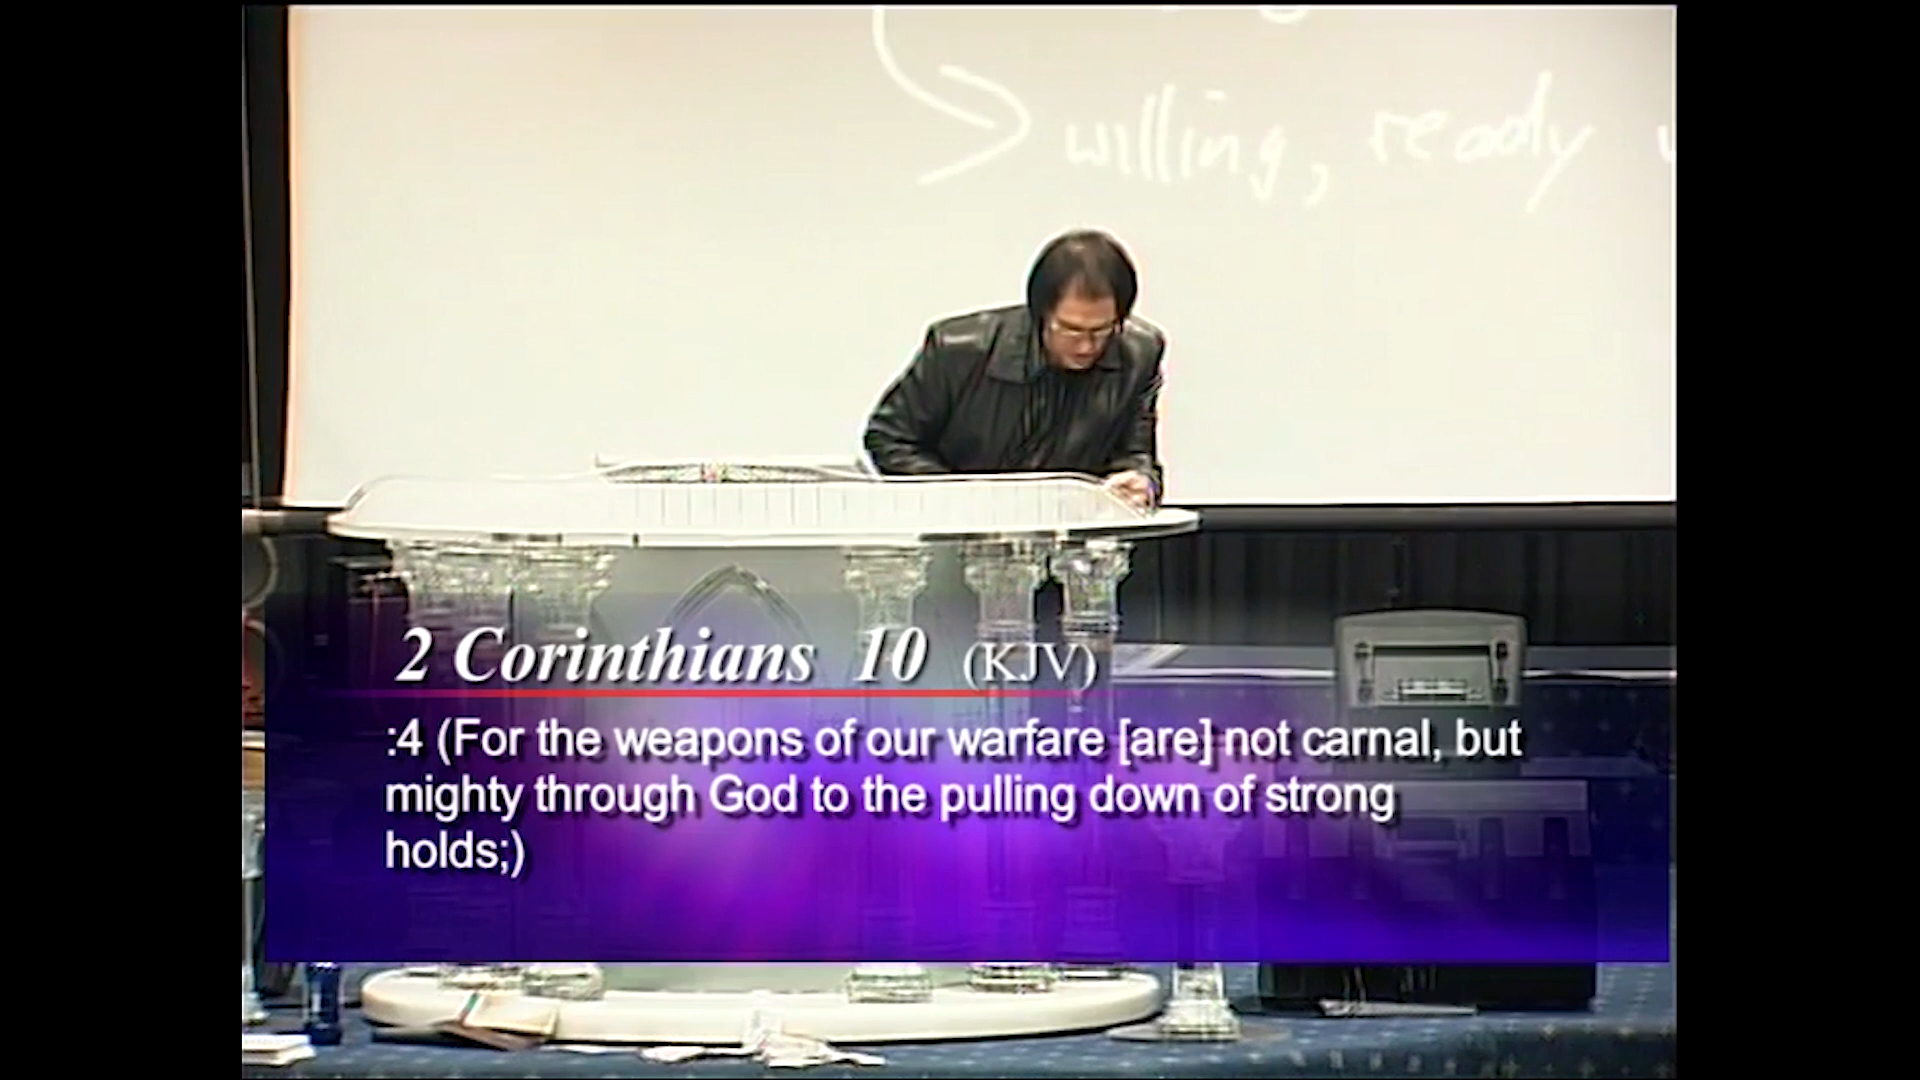 willing, ready
2 Corinthians 10 (KJV)
:4 (For the weapons of our warfare [are] not carnal, but
mighty through God to the pulling down of strong
holds;)